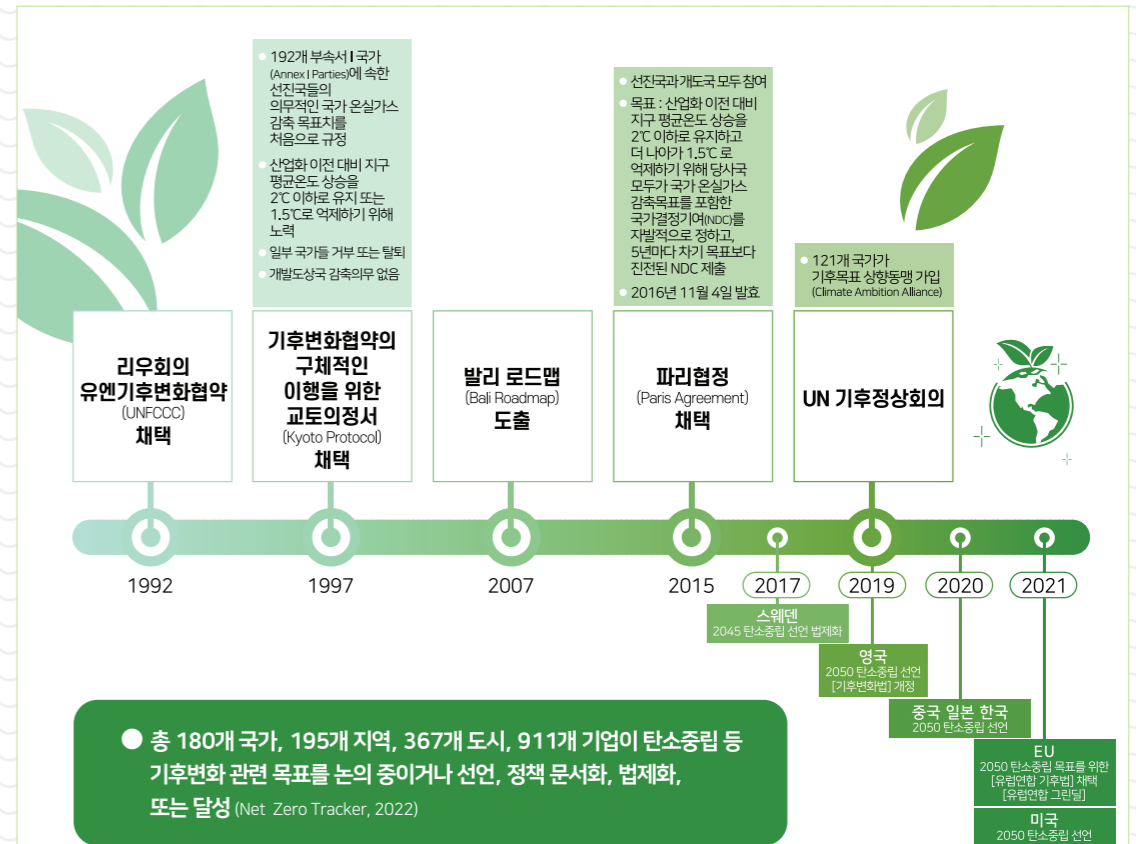 192개 부속서 I 국가
(Annex I Parties)에 속한
선진국들의
의무적인 국가 온실가스
감축 목표치를
처음으로 규정
산업화 이전 대비 지구
평균온도 상승을
2℃ 이하로 유지 또는
1.5℃로 억제하기 위해
노력
일부 국가들 거부 또는 탈퇴
개발도상국 감축의무 없음
선진국과 개도국 모두 참여
목표 : 산업화 이전 대비
지구 평균온도 상승을
2℃ 이하로 유지하고
더 나아가 1.5℃ 로
억제하기 위해 당사국
모두가 국가 온실가스
감축목표를 포함한
국가결정기여(NDC)를
자발적으로 정하고,
5년마다 차기 목표보다
진전된 NDC 제출
2016년 11월 4일 발효
121개 국가가
기후목표 상향동맹 가입
(Climate Ambition Alliance)
리우회의
유엔기후변화협약
(UNFCCC)
채택
기후변화협약의
구체적인
이행을 위한
교토의정서
(Kyoto Protocol)
채택
발리 로드맵
(Bali Roadmap)
도출
파리협정
(Paris Agreement)
채택
UN 기후정상회의
1992
1997
2007
2015
2017
2019
2020
2021
스웨덴
2045 탄소중립 선언 법제화
영국
2050 탄소중립 선언
[기후변화법] 개정
중국 일본 한국
2050 탄소중립 선언
EU
2050 탄소중립 목표를 위한
[유럽연합 기후법] 채택
[유럽연합 그린딜]
미국
2050 탄소중립 선언
● 총 180개 국가, 195개 지역, 367개 도시, 911개 기업이 탄소중립 등
기후변화 관련 목표를 논의 중이거나 선언, 정책 문서화, 법제화,
또는 달성 (Net Zero Tracker, 2022)